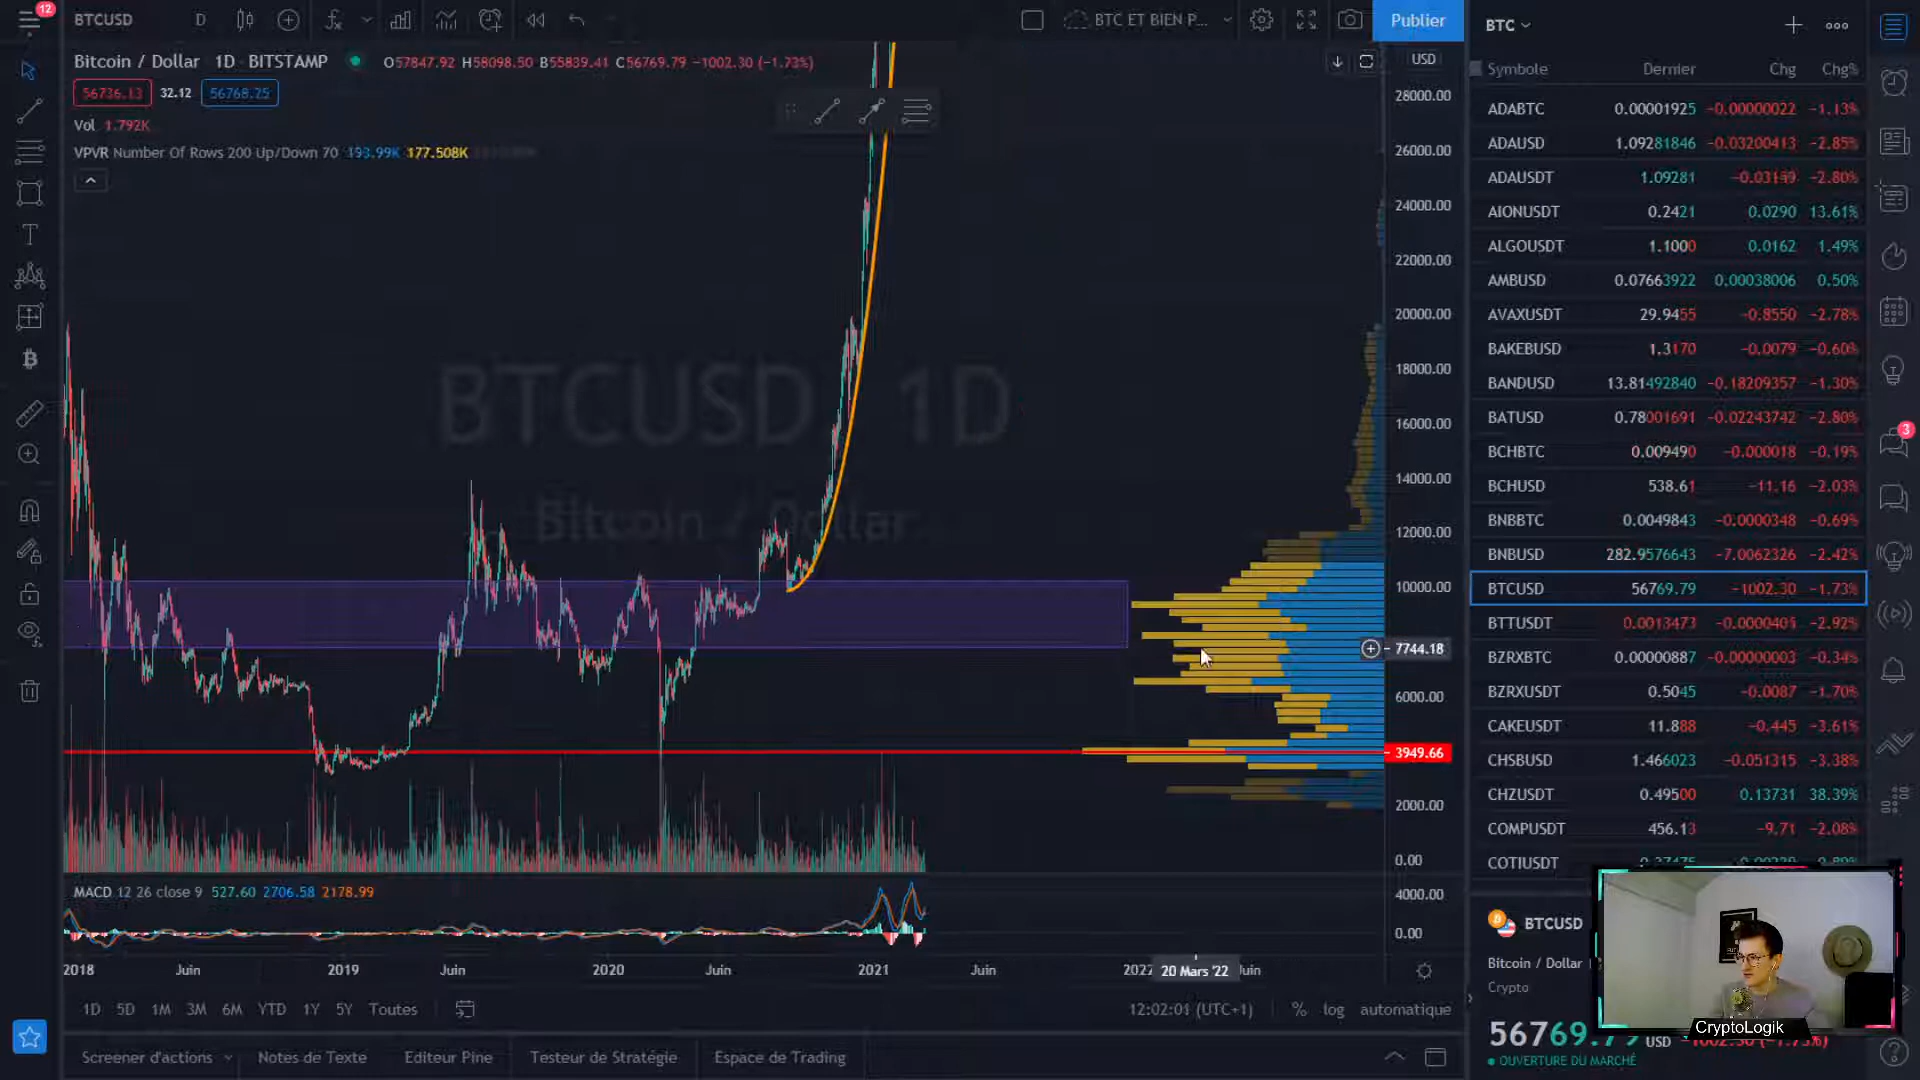 12
BTCUSD
D
BTC ET BIEN P...
Publier
BTC
Bitcoin / Dollar 1D BITSTAMP
O57847.92 H58098.50 B55839.41 C56769.79 −1002.30 (−1.73%)
USD
56736.13 32.12 56768.25
Vol 1.792K
VPVR Number Of Rows 200 Up/Down 70 193.99K 177.508K
28000.00
26000.00
24000.00
22000.00
20000.00
18000.00
16000.00
14000.00
12000.00
10000.00
7744.18
6000.00
3949.66
2000.00
0.00
BTCUSD 1D
Bitcoin / Dollar
MACD 12 26 close 9 527.60 2706.58 2178.99
4000.00
0.00
2018 Juin 2019 Juin 2020 Juin 2021 Juin 2022 20 Mars '22 Juin
1D 5D 1M 3M 6M YTD 1Y 5Y Toutes
12:02:01 (UTC+1) % log automatique
Screener d'actions Notes de Texte Editeur Pine Testeur de Stratégie Espace de Trading
Symbole Dernier Chg Chg%
ADABTC 0.00001925 −0.00000022 −1.13%
ADAUSD 1.09281846 −0.03200413 −2.85%
ADAUSDT 1.09281 −0.03159 −2.80%
AIONUSDT 0.2421 0.0290 13.61%
ALGOUSDT 1.1000 0.0162 1.49%
AMBUSD 0.07663922 0.00038006 0.50%
AVAXUSDT 29.9455 −0.8550 −2.78%
BAKEBUSD 1.3170 −0.0079 −0.60%
BANDUSD 13.81492840 −0.18209357 −1.30%
BATUSD 0.78001691 −0.02243742 −2.80%
BCHBTC 0.009490 −0.000018 −0.19%
BCHUSD 538.61 −11.16 −2.03%
BNBBTC 0.0049843 −0.0000348 −0.69%
BNBUSD 282.9576643 −7.0062326 −2.42%
BTCUSD 56769.79 −1002.30 −1.73%
BTTUSDT 0.0013473 −0.0000401 −2.92%
BZRXBTC 0.00000887 −0.00000003 −0.34%
BZRXUSDT 0.5045 −0.0087 −1.70%
CAKEUSDT 11.888 −0.445 −3.61%
CHSBUSD 1.466023 −0.051315 −3.38%
CHZUSDT 0.49500 0.13731 38.39%
COMPUSDT 456.13 −9.71 −2.08%
COTIUSDT
BTCUSD
Bitcoin / Dollar
Crypto
56769.79 USD −1002.30 (−1.73%)
OUVERTURE DU MARCHÉ
CryptoLogik
3